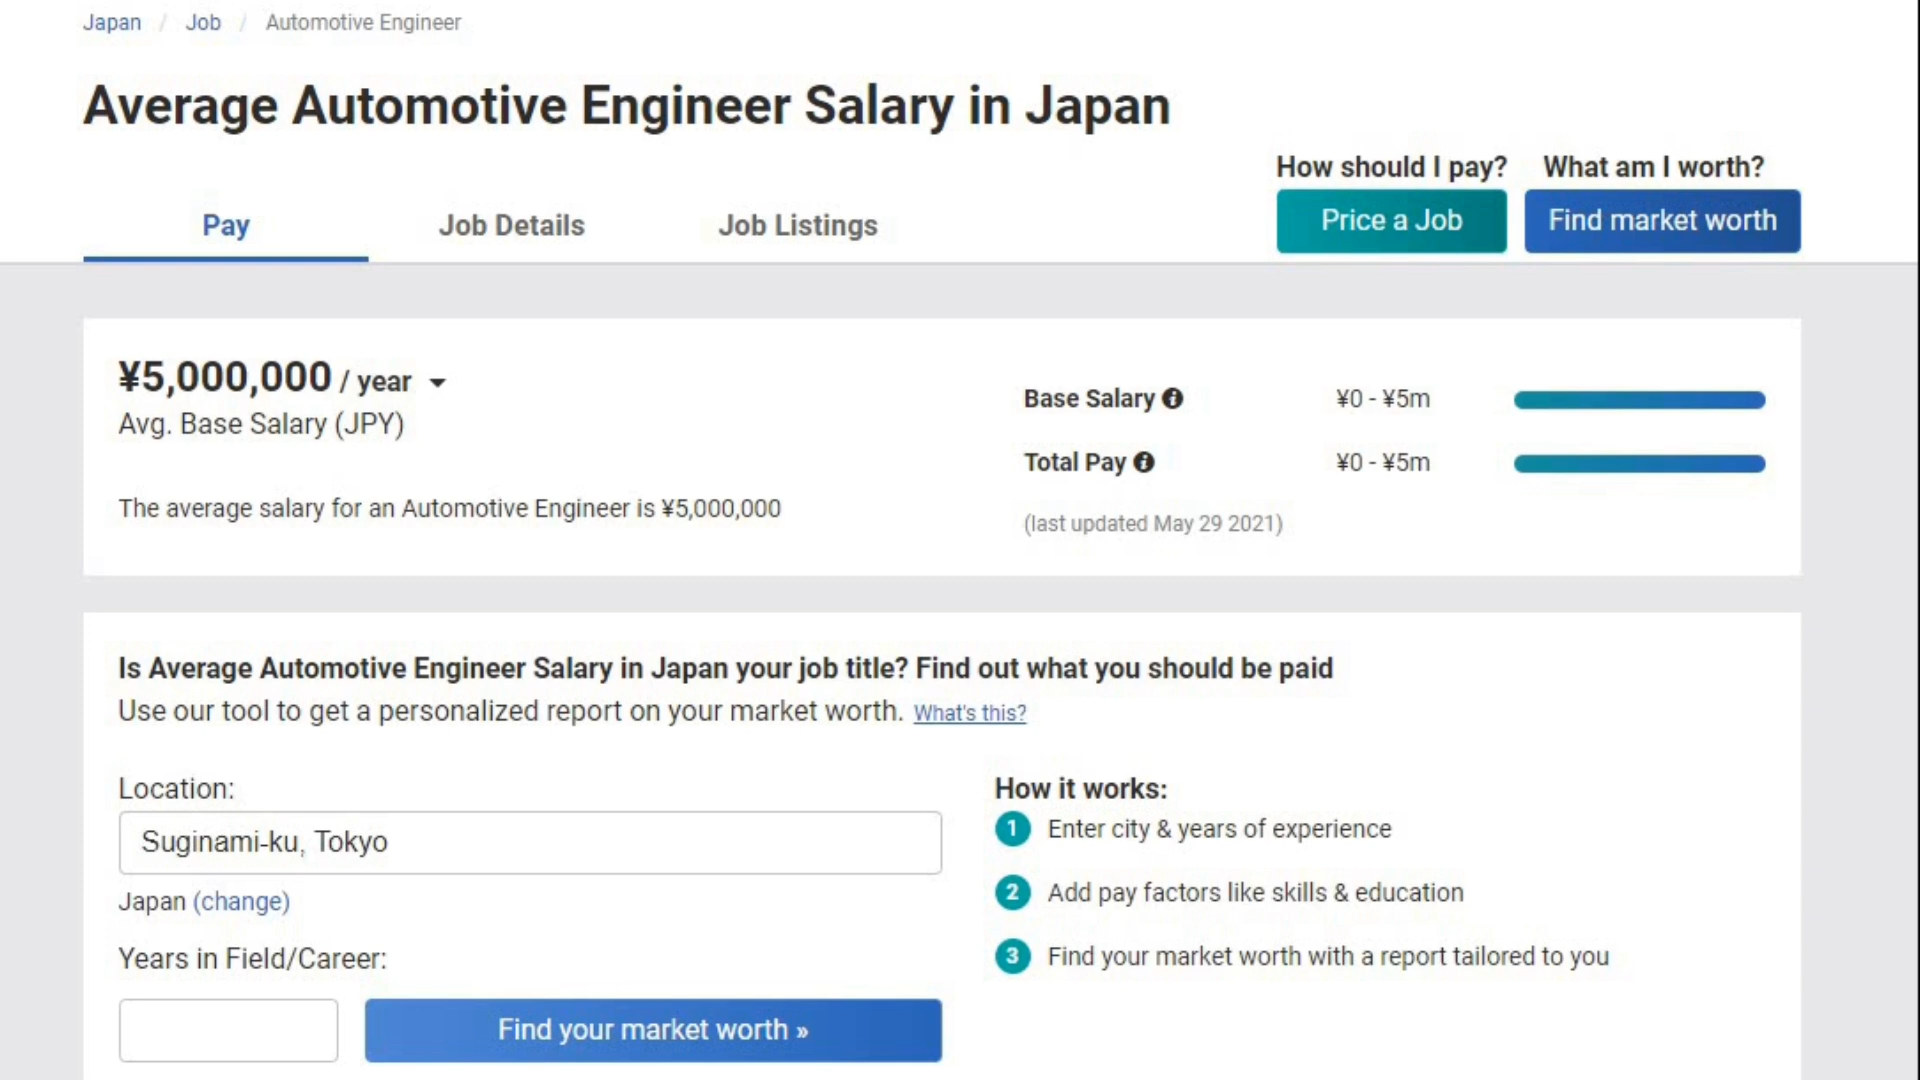 Japan / Job / Automotive Engineer
Average Automotive Engineer Salary in Japan
How should I pay? What am I worth?
Pay Job Details Job Listings Price a Job Find market worth
¥5,000,000 / year
Avg. Base Salary (JPY)
The average salary for an Automotive Engineer is ¥5,000,000
Base Salary ¥0 - ¥5m
Total Pay ¥0 - ¥5m
(last updated May 29 2021)
Is Average Automotive Engineer Salary in Japan your job title? Find out what you should be paid
Use our tool to get a personalized report on your market worth. What's this?
Location:
Suginami-ku, Tokyo
Japan (change)
Years in Field/Career:
Find your market worth »
How it works:
1 Enter city & years of experience
2 Add pay factors like skills & education
3 Find your market worth with a report tailored to you